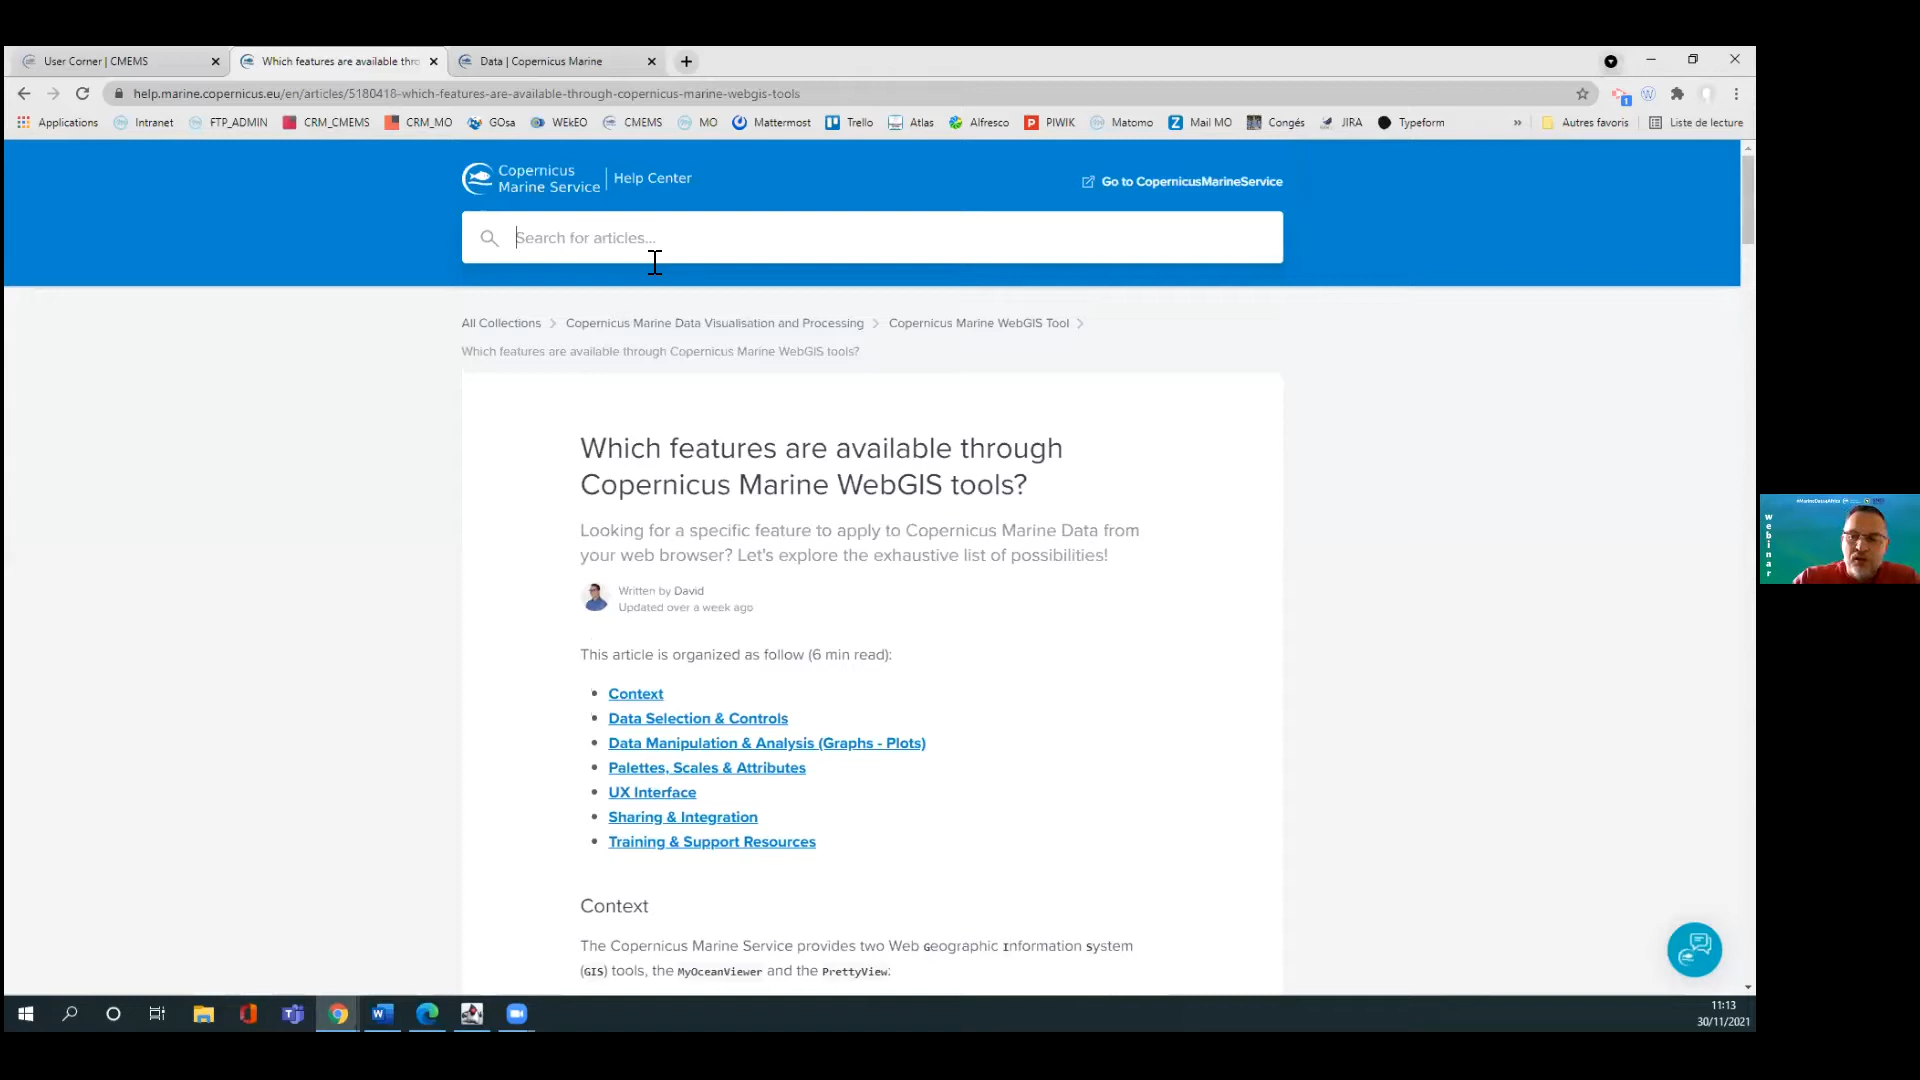 User Corner | CMEMS
Which features are available thro
Data | Copernicus Marine
help.marine.copernicus.eu/en/articles/5180418-which-features-are-available-through-copernicus-marine-webgis-tools
Applications Intranet FTP_ADMIN CRM_CMEMS CRM_MO GOsa WEkEO CMEMS MO Mattermost Trello Atlas Alfresco PIWIK Matomo Mail MO Congés JIRA Typeform » Autres favoris Liste de lecture
Copernicus
Marine Service
Help Center
Go to CopernicusMarineService
Search for articles...
All Collections > Copernicus Marine Data Visualisation and Processing > Copernicus Marine WebGIS Tool >
Which features are available through Copernicus Marine WebGIS tools?
Which features are available through
Copernicus Marine WebGIS tools?
Looking for a specific feature to apply to Copernicus Marine Data from
your web browser? Let's explore the exhaustive list of possibilities!
Written by David
Updated over a week ago
This article is organized as follow (6 min read):
• Context
• Data Selection & Controls
• Data Manipulation & Analysis (Graphs - Plots)
• Palettes, Scales & Attributes
• UX Interface
• Sharing & Integration
• Training & Support Resources
Context
The Copernicus Marine Service provides two Web Geographic Information System
(GIS) tools, the MyOceanViewer and the PrettyView:
webinar
11:13
30/11/2021